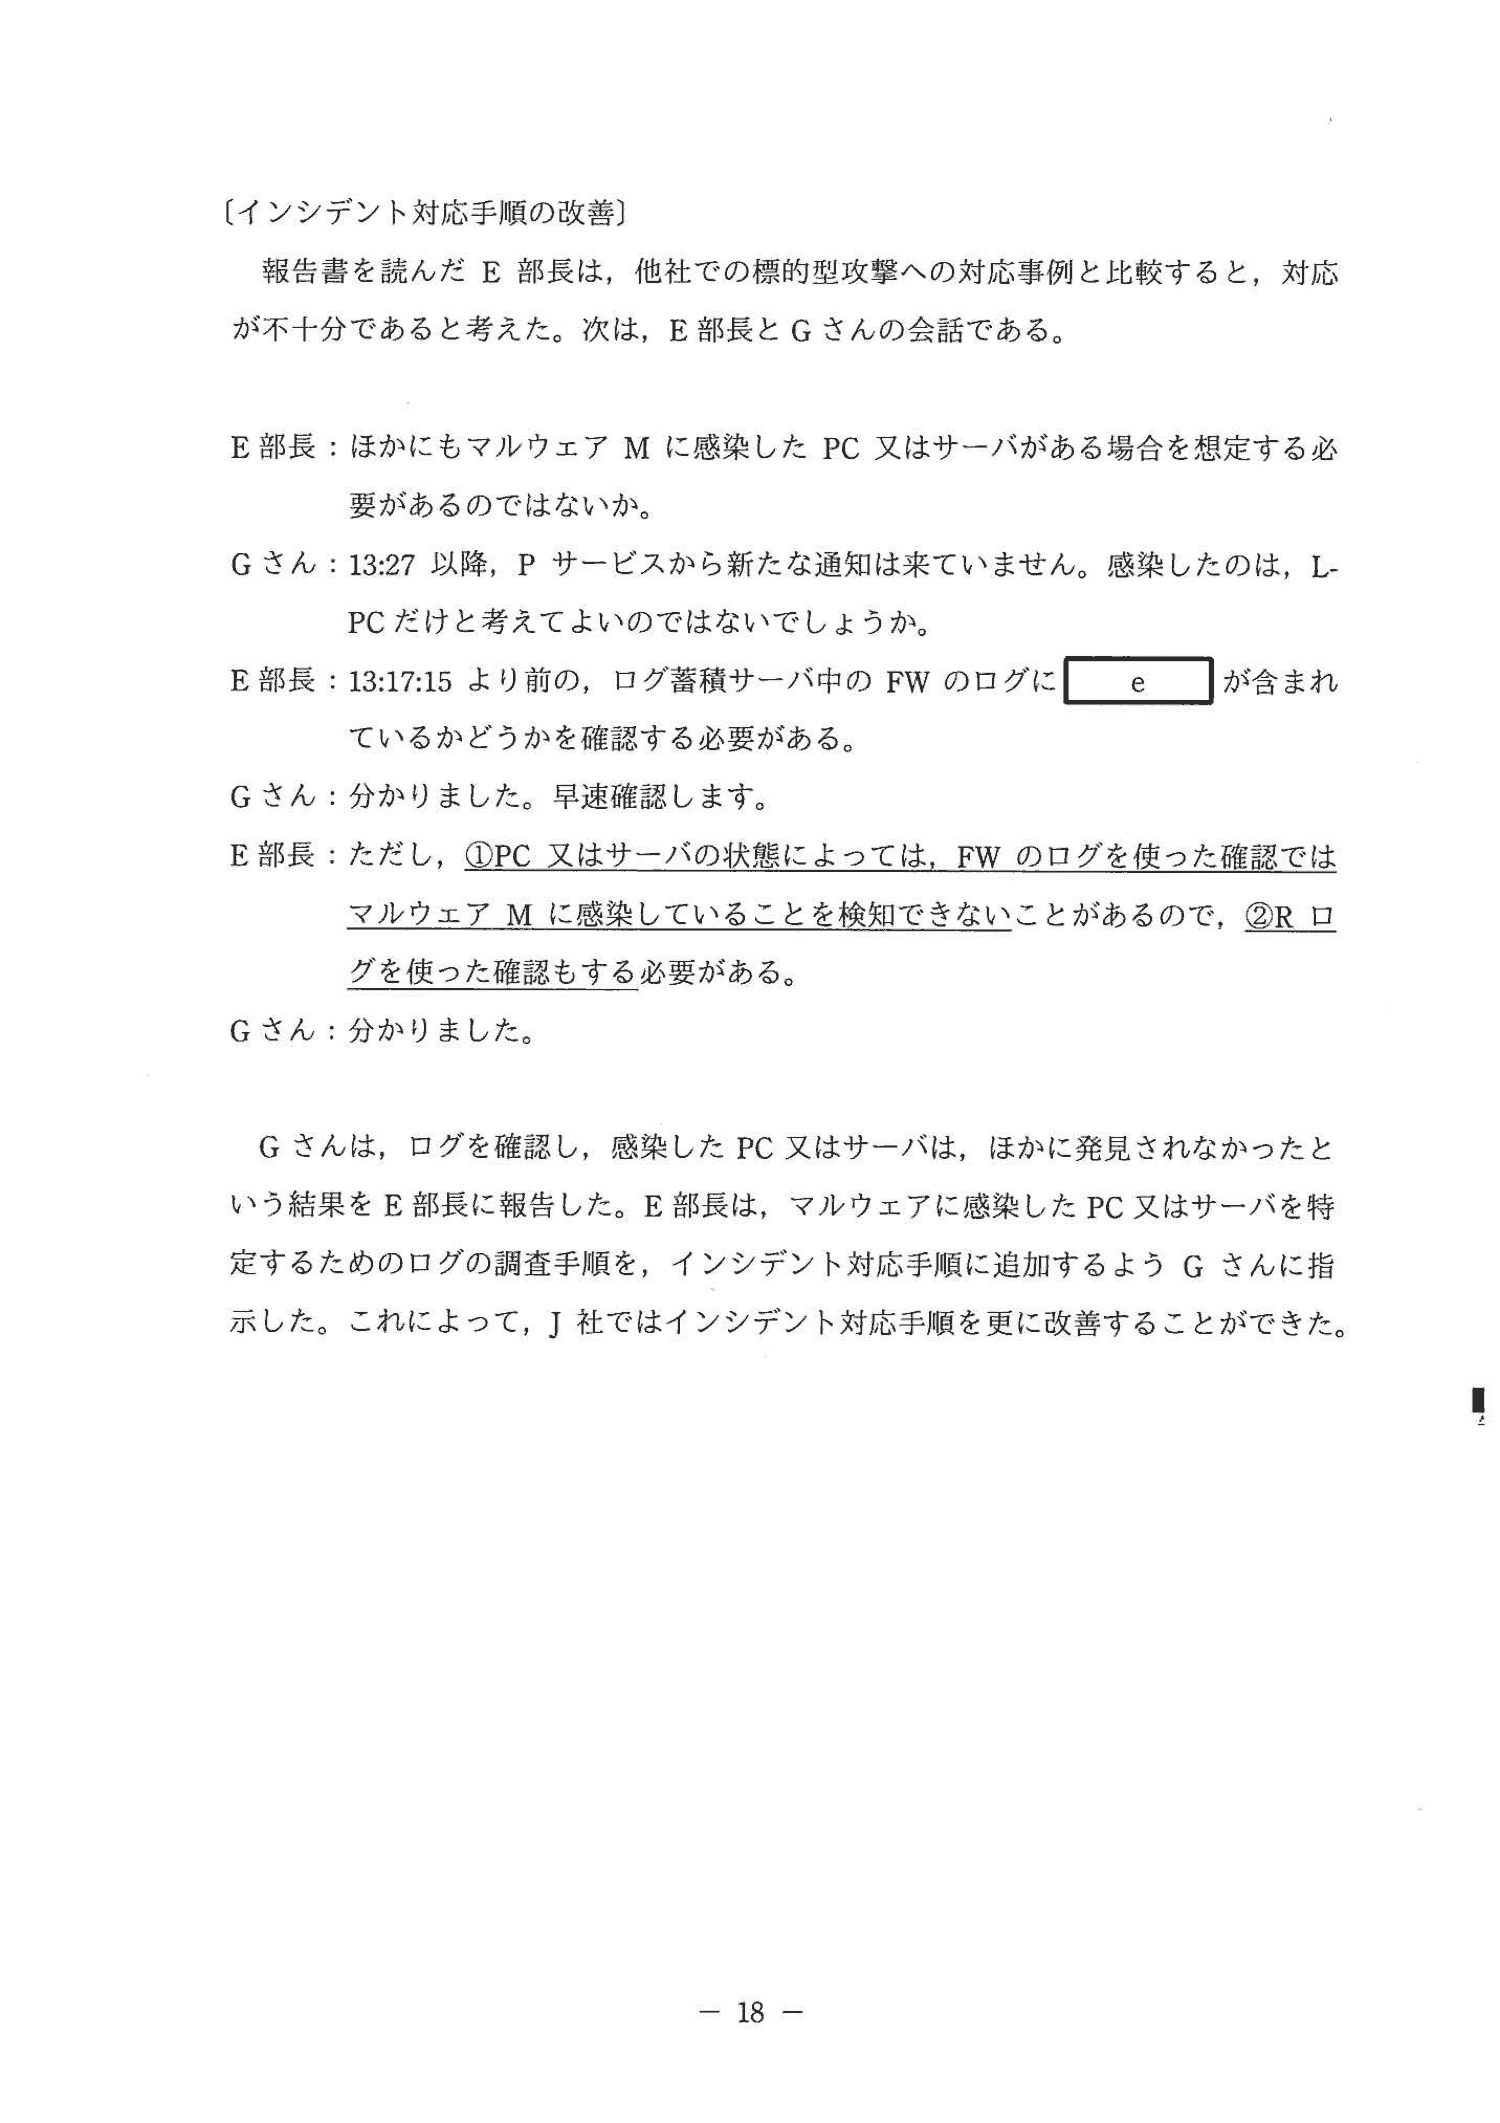 〔インシデント対応手順の改善〕
報告書を読んだ E 部長は，他社での標的型攻撃への対応事例と比較すると，対応
が不十分であると考えた。次は，E 部長と G さんの会話である。
E 部長：ほかにもマルウェア M に感染した PC 又はサーバがある場合を想定する必
要があるのではないか。
G さん：13:27 以降，P サービスから新たな通知は来ていません。感染したのは，L-
PC だけと考えてよいのではないでしょうか。
E 部長：13:17:15 より前の，ログ蓄積サーバ中の FW のログに e が含まれ
ているかどうかを確認する必要がある。
G さん：分かりました。早速確認します。
E 部長：ただし，①PC 又はサーバの状態によっては，FW のログを使った確認では
マルウェア M に感染していることを検知できないことがあるので，②R ロ
グを使った確認もする必要がある。
G さん：分かりました。
G さんは，ログを確認し，感染した PC 又はサーバは，ほかに発見されなかったと
いう結果を E 部長に報告した。E 部長は，マルウェアに感染した PC 又はサーバを特
定するためのログの調査手順を，インシデント対応手順に追加するよう G さんに指
示した。これによって，J 社ではインシデント対応手順を更に改善することができた。
－ 18 －